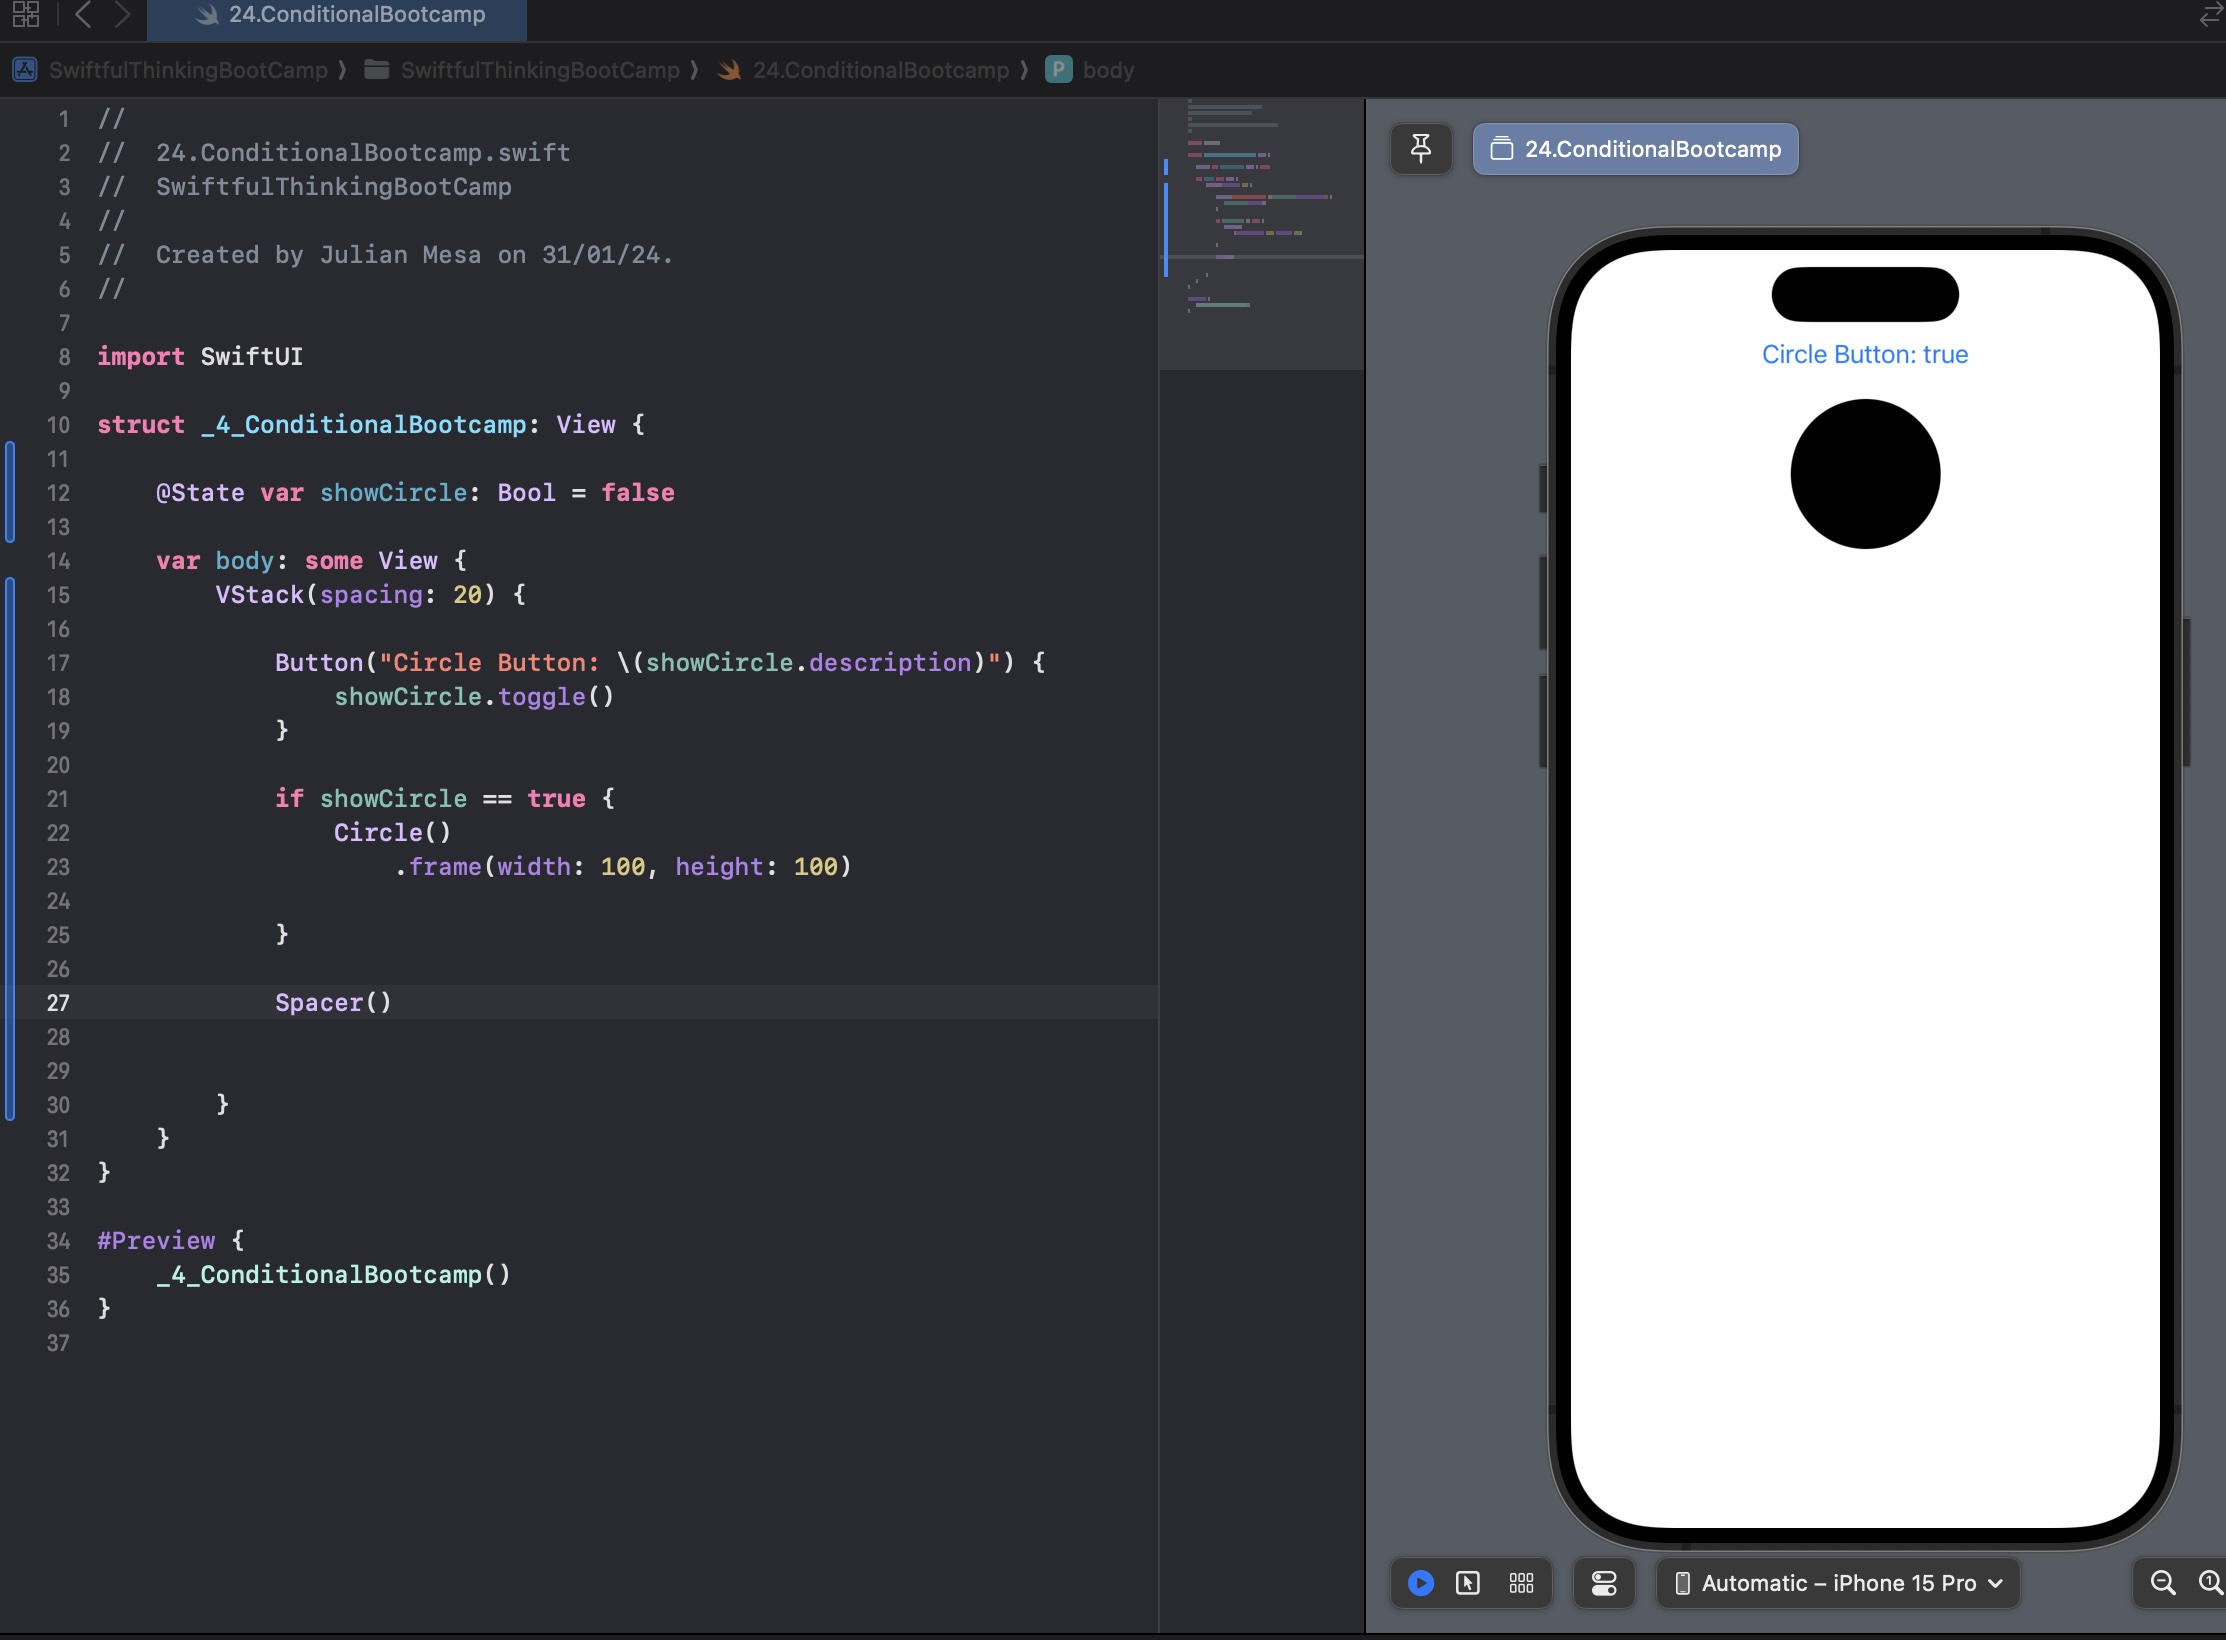 24.ConditionalBootcamp
SwiftfulThinkingBootCamp ⟩ SwiftfulThinkingBootCamp ⟩ 24.ConditionalBootcamp ⟩ P body
1 //
2 //  24.ConditionalBootcamp.swift
3 //  SwiftfulThinkingBootCamp
4 //
5 //  Created by Julian Mesa on 31/01/24.
6 //
7
8 import SwiftUI
9
10 struct _4_ConditionalBootcamp: View {
11
12     @State var showCircle: Bool = false
13
14     var body: some View {
15         VStack(spacing: 20) {
16
17             Button("Circle Button: \(showCircle.description)") {
18                 showCircle.toggle()
19             }
20
21             if showCircle == true {
22                 Circle()
23                     .frame(width: 100, height: 100)
24
25             }
26
27             Spacer()
28
29
30         }
31     }
32 }
33
34 #Preview {
35     _4_ConditionalBootcamp()
36 }
37
24.ConditionalBootcamp
Circle Button: true
Automatic – iPhone 15 Pro
1